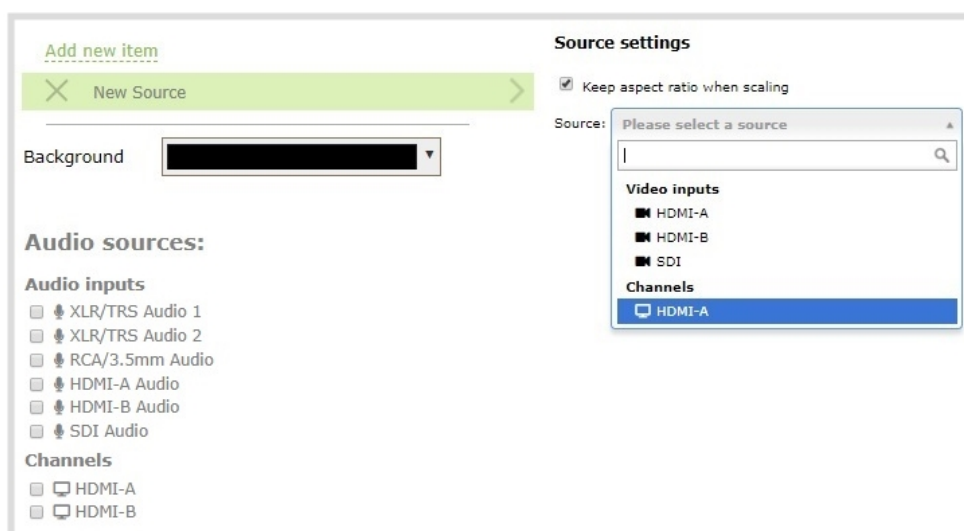 Add new item
New Source
Background
Audio sources:
Audio inputs
XLR/TRS Audio 1
XLR/TRS Audio 2
RCA/3.5mm Audio
HDMI-A Audio
HDMI-B Audio
SDI Audio
Channels
HDMI-A
HDMI-B
Source settings
Keep aspect ratio when scaling
Source: Please select a source
Video inputs
HDMI-A
HDMI-B
SDI
Channels
HDMI-A